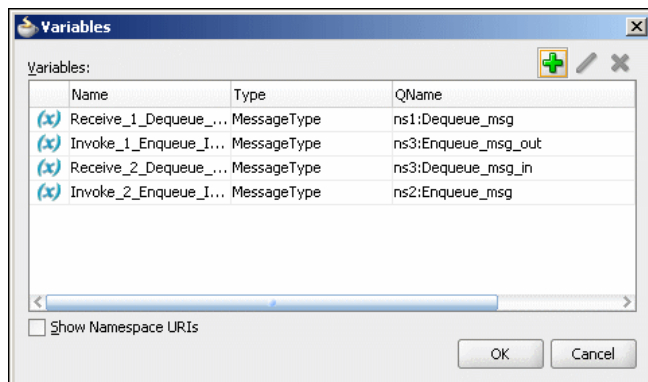 Variables
Variables:
Name Type QName
(x) Receive_1_Dequeue_... MessageType ns1:Dequeue_msg
(x) Invoke_1_Enqueue_I... MessageType ns3:Enqueue_msg_out
(x) Receive_2_Dequeue_... MessageType ns3:Dequeue_msg_in
(x) Invoke_2_Enqueue_I... MessageType ns2:Enqueue_msg
Show Namespace URIs
OK Cancel